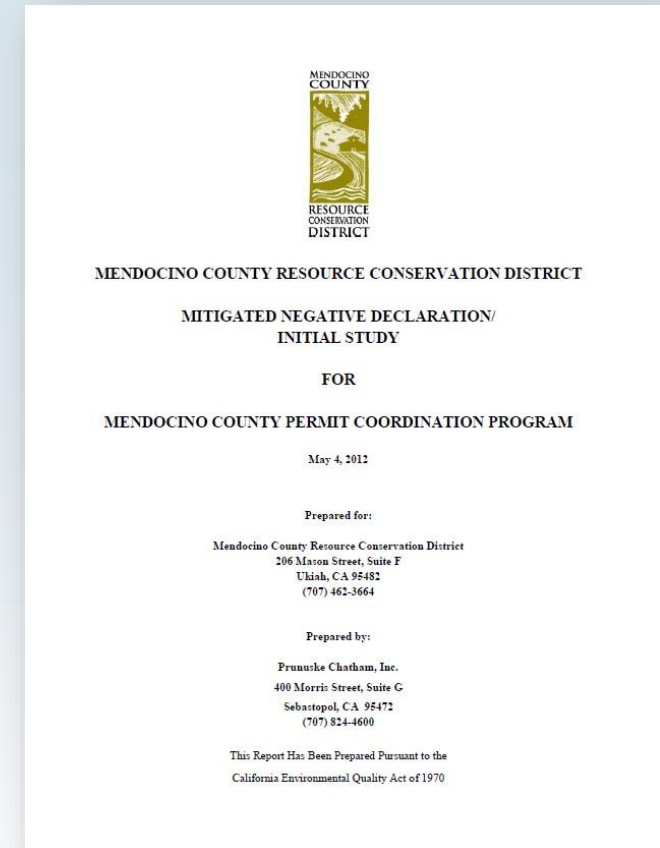 MENDOCINO
COUNTY
RESOURCE
CONSERVATION
DISTRICT
MENDOCINO COUNTY RESOURCE CONSERVATION DISTRICT
MITIGATED NEGATIVE DECLARATION/
INITIAL STUDY
FOR
MENDOCINO COUNTY PERMIT COORDINATION PROGRAM
May 4, 2012
Prepared for:
Mendocino County Resource Conservation District
206 Mason Street, Suite F
Ukiah, CA 95482
(707) 462-3664
Prepared by:
Prunuske Chatham, Inc.
400 Morris Street, Suite G
Sebastopol, CA 95472
(707) 824-4600
This Report Has Been Prepared Pursuant to the
California Environmental Quality Act of 1970